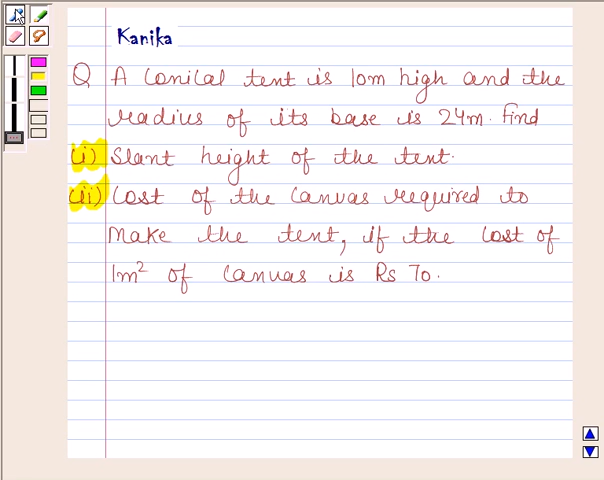 Kanika
Q A Conical tent is 10m high and the
radius of its base is 24m. Find
(i) Slant height of the tent.
(ii) Cost of the canvas required to
make the tent, if the cost of
1m² of canvas is Rs 70.